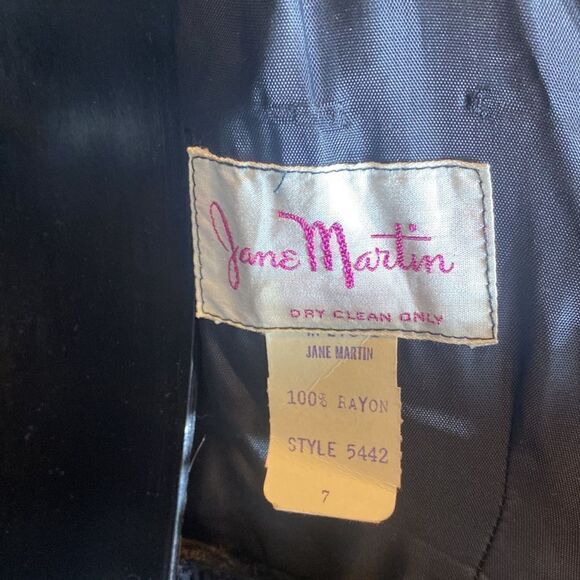 Jane Martin
DRY CLEAN ONLY
JANE MARTIN
100% RAYON
STYLE 5442
7